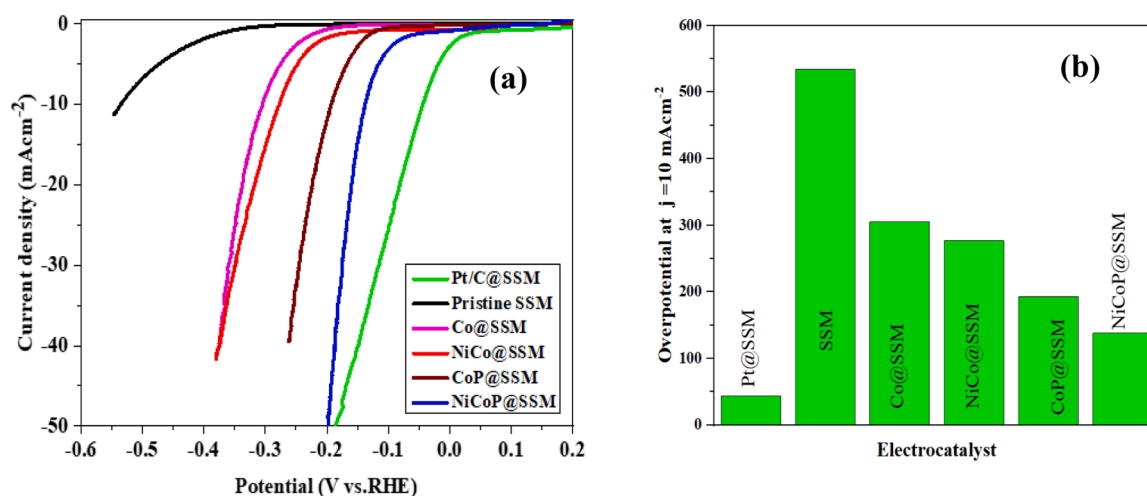 (a)
Current density (mAcm-2)
0
-10
-20
-30
-40
-50
-0.6
-0.5
-0.4
-0.3
-0.2
-0.1
0.0
0.1
0.2
Potential (V vs.RHE)
Pt/C@SSM
Pristine SSM
Co@SSM
NiCo@SSM
CoP@SSM
NiCoP@SSM
(b)
Overpotential at j =10 mAcm-2
600
500
400
300
200
100
0
Pt@SSM
SSM
Co@SSM
NiCo@SSM
CoP@SSM
NiCoP@SSM
Electrocatalyst